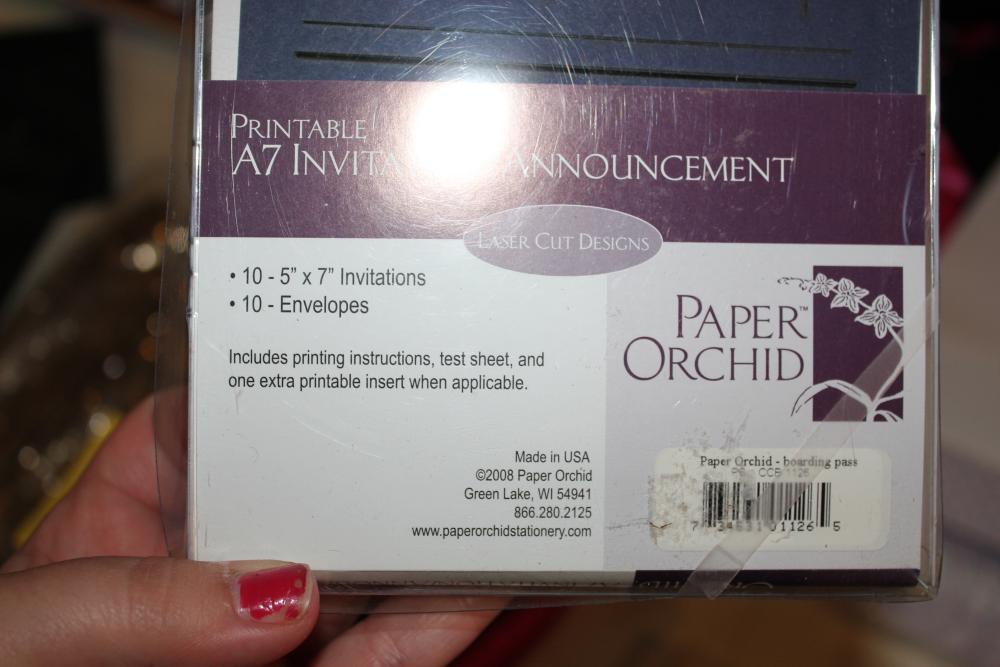 PRINTABLE
A7 ANNOUNCEMENT
LASER CUT DESIGNS
• 10 - 5" x 7" Invitations
• 10 - Envelopes
Includes printing instructions, test sheet, and
one extra printable insert when applicable.
Made in USA
©2008 Paper Orchid
Green Lake, WI 54941
866.280.2125
www.paperorchidstationery.com
PAPER™
ORCHID
Paper Orchid - boarding pass
01126 5